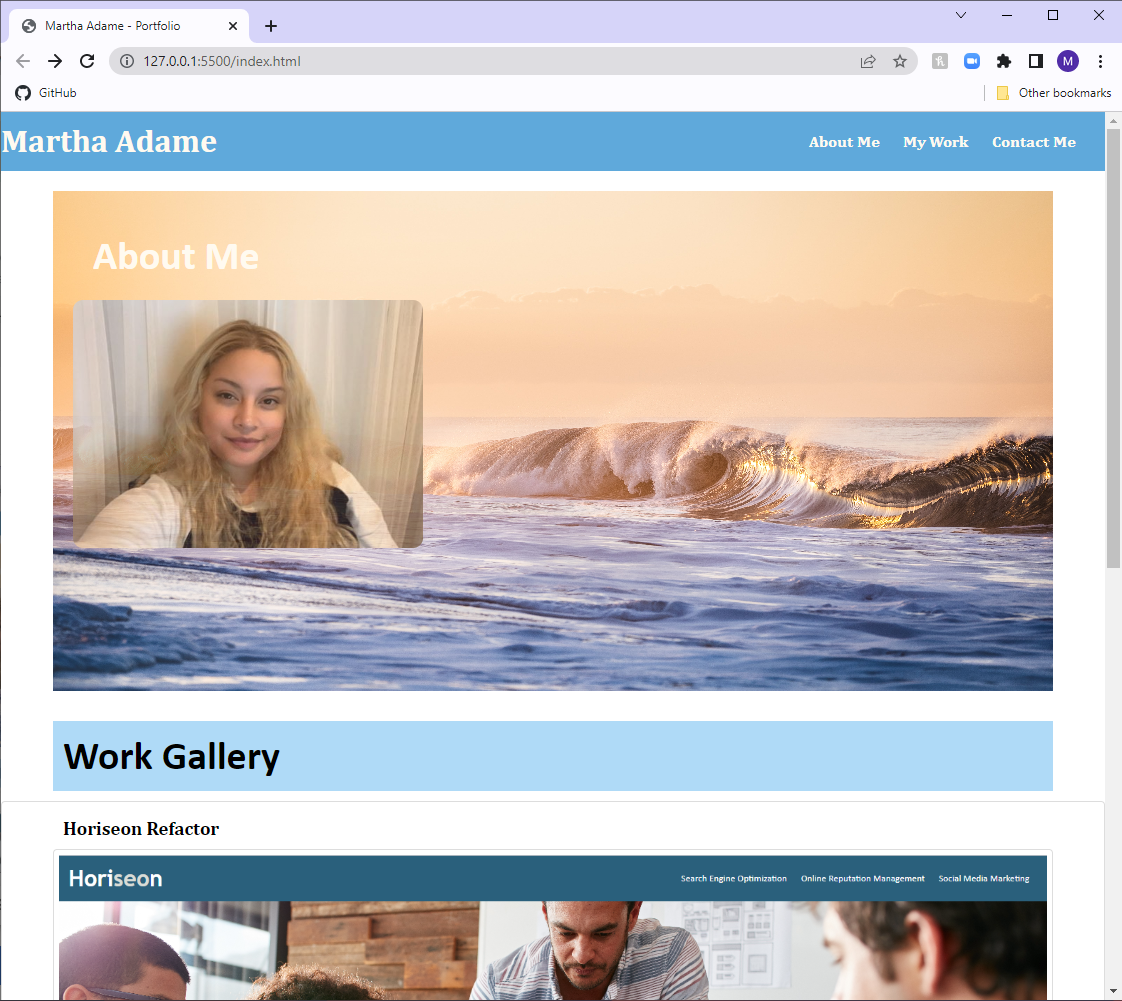 Martha Adame - Portfolio
127.0.0.1:5500/index.html
M
GitHub
Other bookmarks
Martha Adame
About Me My Work Contact Me
About Me
Work Gallery
Horiseon Refactor
Horiseon
Search Engine Optimization Online Reputation Management Social Media Marketing